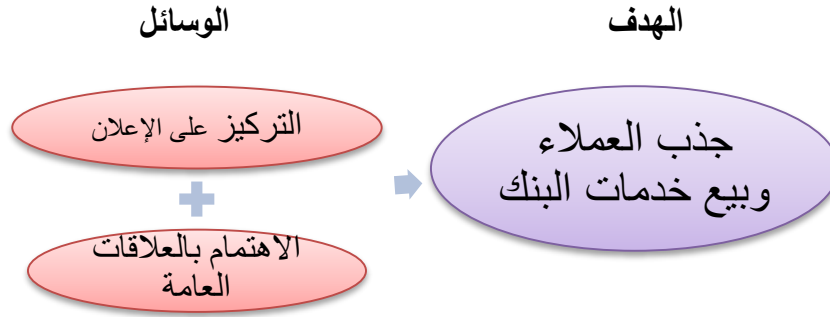 الهدف
الوسائل
التركيز على الإعلان
جذب العملاء
وبيع خدمات البنك
الاهتمام بالعلاقات
العامة